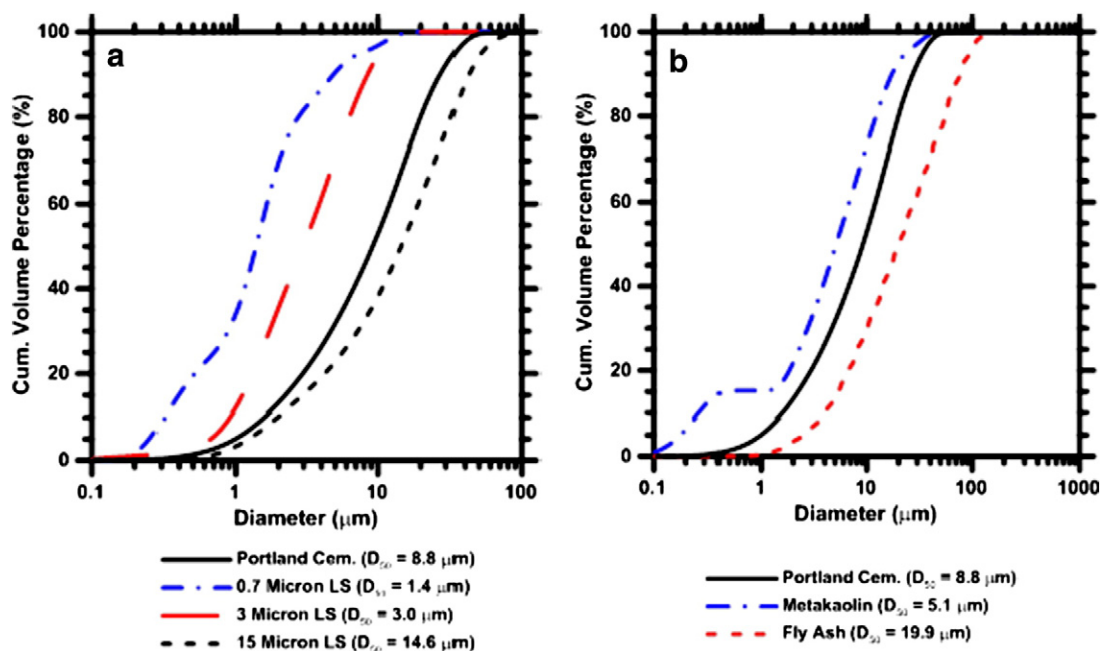 a
Cum. Volume Percentage (%)
100
80
60
40
20
0
0.1 1 10 100
Diameter (μm)
Portland Cem. (D50 = 8.8 μm)
0.7 Micron LS (D50 = 1.4 μm)
3 Micron LS (D50 = 3.0 μm)
15 Micron LS (D50 = 14.6 μm)
b
Cum. Volume Percentage (%)
100
80
60
40
20
0
0.1 1 10 100 1000
Diameter (μm)
Portland Cem. (D50 = 8.8 μm)
Metakaolin (D50 = 5.1 μm)
Fly Ash (D50 = 19.9 μm)